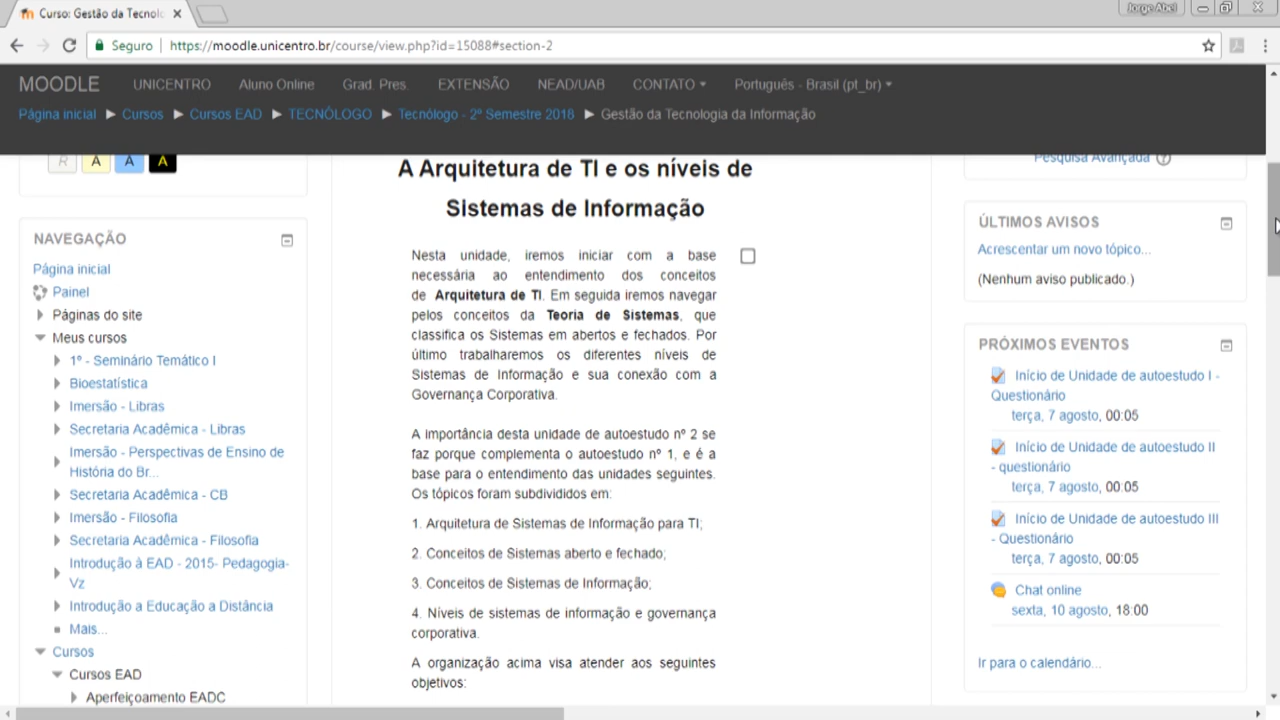 Curso: Gestão da Tecnolo
Jorge Abel
Seguro
https://moodle.unicentro.br/course/view.php?id=15088#section-2
MOODLE UNICENTRO Aluno Online Grad. Pres. EXTENSÃO NEAD/UAB CONTATO Português - Brasil (pt_br)
Página inicial ► Cursos ► Cursos EAD ► TECNÓLOGO ► Tecnólogo - 2º Semestre 2018 ► Gestão da Tecnologia da Informação
R A A A
NAVEGAÇÃO
Página inicial
Painel
Páginas do site
Meus cursos
1º - Seminário Temático I
Bioestatística
Imersão - Libras
Secretaria Acadêmica - Libras
Imersão - Perspectivas de Ensino de
História do Br...
Secretaria Acadêmica - CB
Imersão - Filosofia
Secretaria Acadêmica - Filosofia
Introdução à EAD - 2015- Pedagogia-
Vz
Introdução a Educação a Distância
Mais...
Cursos
Cursos EAD
Aperfeiçoamento EADC
A Arquitetura de TI e os níveis de
Sistemas de Informação
Nesta unidade, iremos iniciar com a base
necessária ao entendimento dos conceitos
de Arquitetura de TI. Em seguida iremos navegar
pelos conceitos da Teoria de Sistemas, que
classifica os Sistemas em abertos e fechados. Por
último trabalharemos os diferentes níveis de
Sistemas de Informação e sua conexão com a
Governança Corporativa.
A Importância desta unidade de autoestudo nº 2 se
faz porque complementa o autoestudo nº 1, e é a
base para o entendimento das unidades seguintes.
Os tópicos foram subdividos em:
1. Arquitetura de Sistemas de Informação para TI;
2. Conceitos de Sistemas aberto e fechado;
3. Conceitos de Sistemas de Informação;
4. Níveis de sistemas de informação e governança
corporativa.
A organização acima visa atender aos seguintes
objetivos:
Pesquisa Avançada
ÚLTIMOS AVISOS
Acrescentar um novo tópico...
(Nenhum aviso publicado.)
PRÓXIMOS EVENTOS
Início de Unidade de autoestudo I -
Questionário
terça, 7 agosto, 00:05
Início de Unidade de autoestudo II
- questionário
terça, 7 agosto, 00:05
Início de Unidade de autoestudo III
- Questionário
terça, 7 agosto, 00:05
Chat online
sexta, 10 agosto, 18:00
Ir para o calendário...